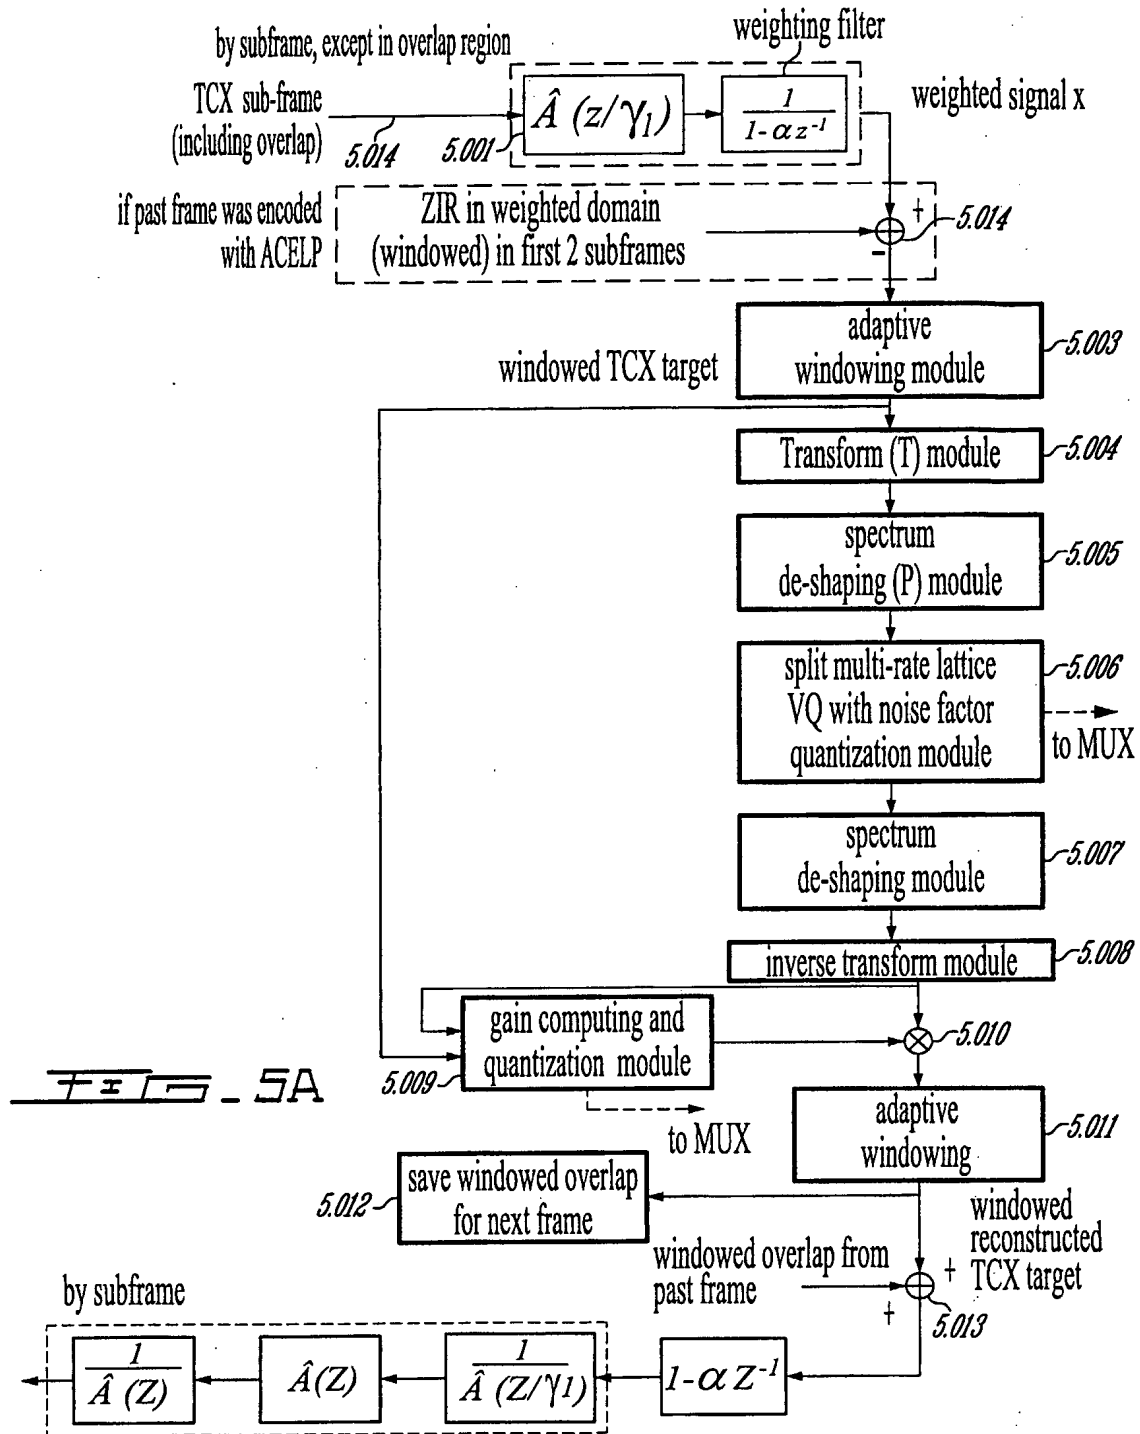 by subframe, except in overlap region
weighting filter
TCX sub-frame
(including overlap)
5.014
5.001
Â (z/γ1)
1
1-αz⁻¹
weighted signal x
if past frame was encoded
with ACELP
ZIR in weighted domain
(windowed) in first 2 subframes
+
-
5.014
adaptive
windowing module
5.003
windowed TCX target
Transform (T) module
5.004
spectrum
de-shaping (P) module
5.005
split multi-rate lattice
VQ with noise factor
quantization module
5.006
to MUX
spectrum
de-shaping module
5.007
inverse transform module
5.008
gain computing and
quantization module
5.009
5.010
to MUX
FIG_5A
adaptive
windowing
5.011
save windowed overlap
for next frame
5.012
windowed
reconstructed
TCX target
windowed overlap from
past frame
+
+
5.013
by subframe
1
Â (Z)
Â(Z)
1
Â (Z/γ1)
1-αZ⁻¹